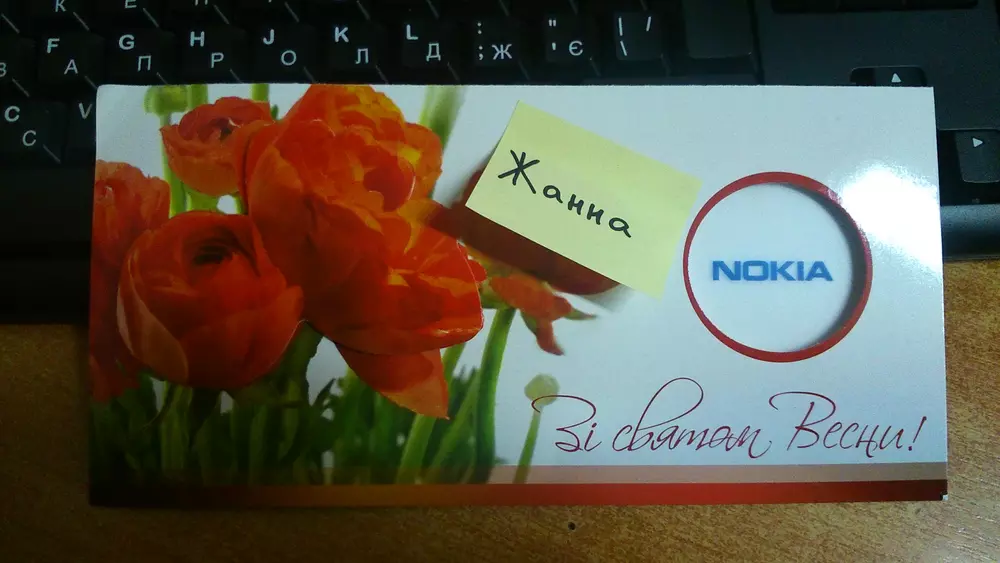 К Е Н
F А G П H Р J О K Л L Д : ; Ж " ' Є | / \
С С V
Жанна
NOKIA
Зі святом Весни!